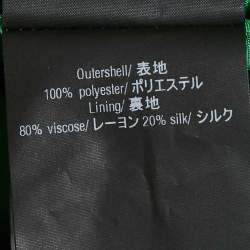 Outershell/ 表地
100% polyester/ポリエステル
Lining/ 裏地
80% viscose/ レーヨン 20% silk/ シルク